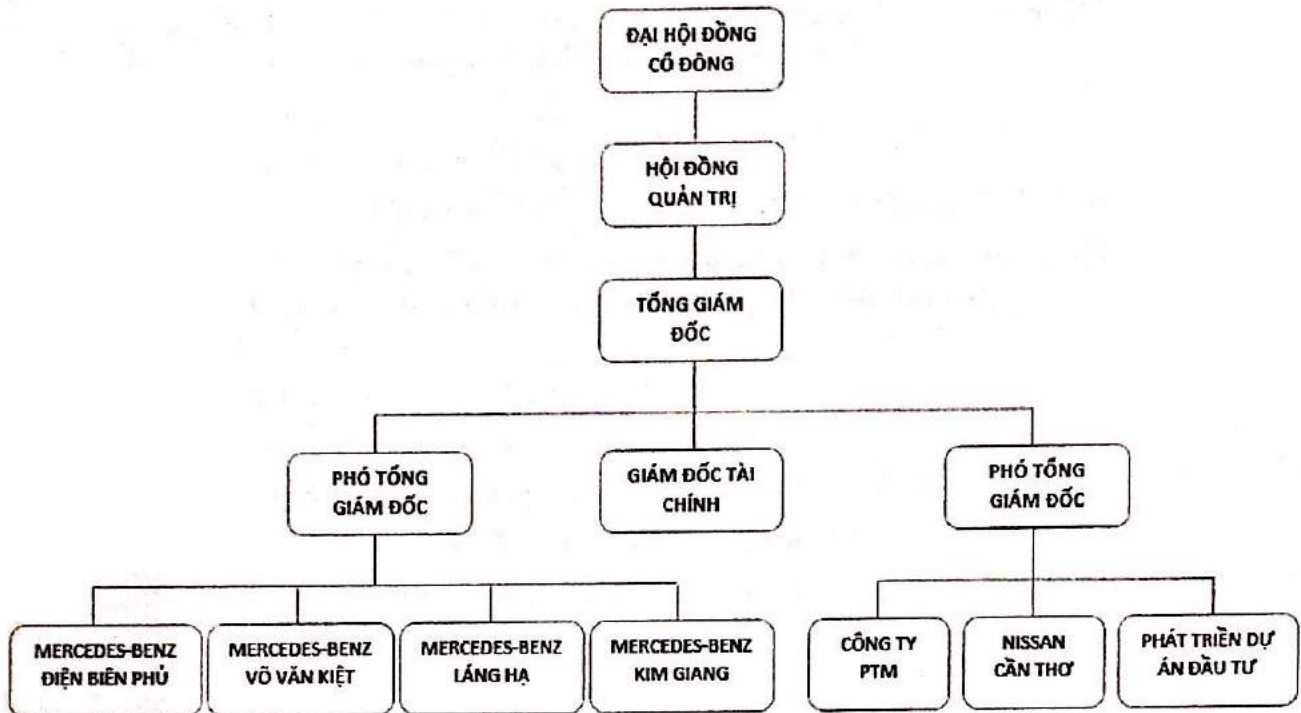 ĐẠI HỘI ĐỒNG
CỔ ĐÔNG
HỘI ĐỒNG
QUẢN TRỊ
TỔNG GIÁM
ĐỐC
PHÓ TỔNG
GIÁM ĐỐC
GIÁM ĐỐC TÀI
CHÍNH
PHÓ TỔNG
GIÁM ĐỐC
MERCEDES-BENZ
ĐIỆN BIÊN PHỦ
MERCEDES-BENZ
VÕ VĂN KIỆT
MERCEDES-BENZ
LÁNG HẠ
MERCEDES-BENZ
KIM GIANG
CÔNG TY
PTM
NISSAN
CẦN THƠ
PHÁT TRIỂN DỰ
ÁN ĐẦU TƯ